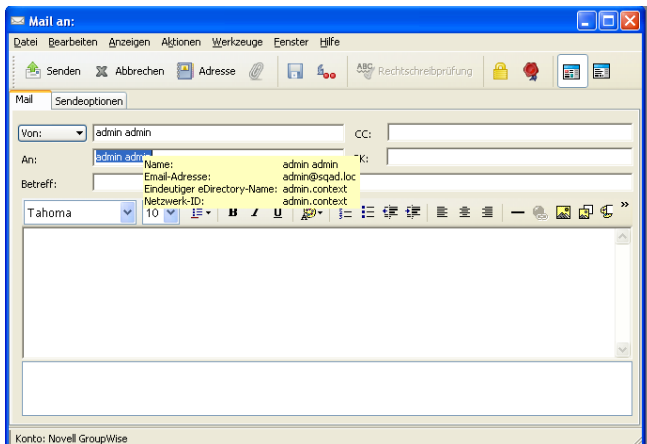 Mail an:
Datei Bearbeiten Anzeigen Aktionen Werkzeuge Fenster Hilfe
Senden Abbrechen Adresse ABC Rechtschreibprüfung
Mail Sendeoptionen
Von: admin admin CC:
An: admin admin K:
Name: admin admin
Email-Adresse: admin@sqad.loc
Eindeutiger eDirectory-Name: admin.context
Netzwerk-ID: admin.context
Betreff:
Tahoma 10 B I U
Konto: Novell GroupWise